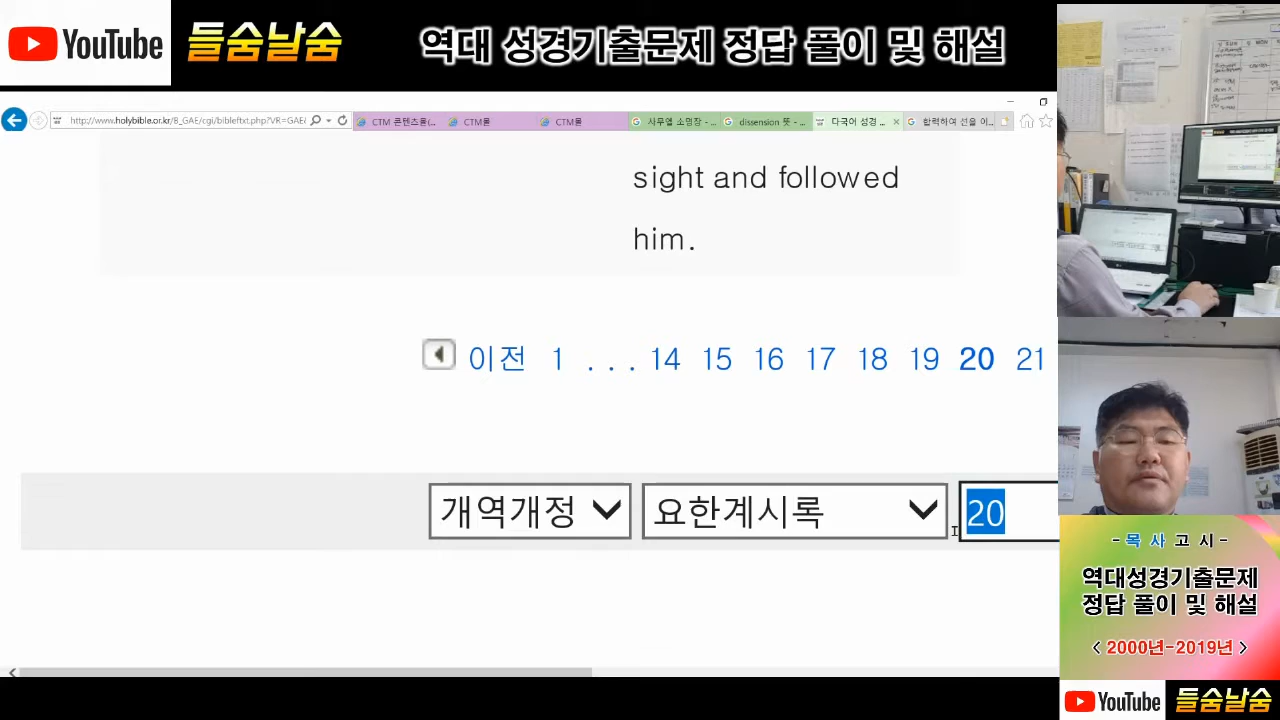 YouTube 들숨날숨 역대 성경기출문제 정답 풀이 및 해설
http://www.holybible.or.kr/B_GAE/cgi/bibleftxt.php?VR=GAE&
CTM 콘텐츠몰(... CTM몰 CTM몰 사무엘 소명장 - ... dissension 뜻 - ... 다국어 성경 ... 합력하여 선을 이...
sight and followed
him.
이전 1 . . . 14 15 16 17 18 19 20 21
개역개정 요한계시록 20
- 목 사 고 시 -
역대성경기출문제
정답 풀이 및 해설
< 2000년-2019년 >
YouTube 들숨날숨